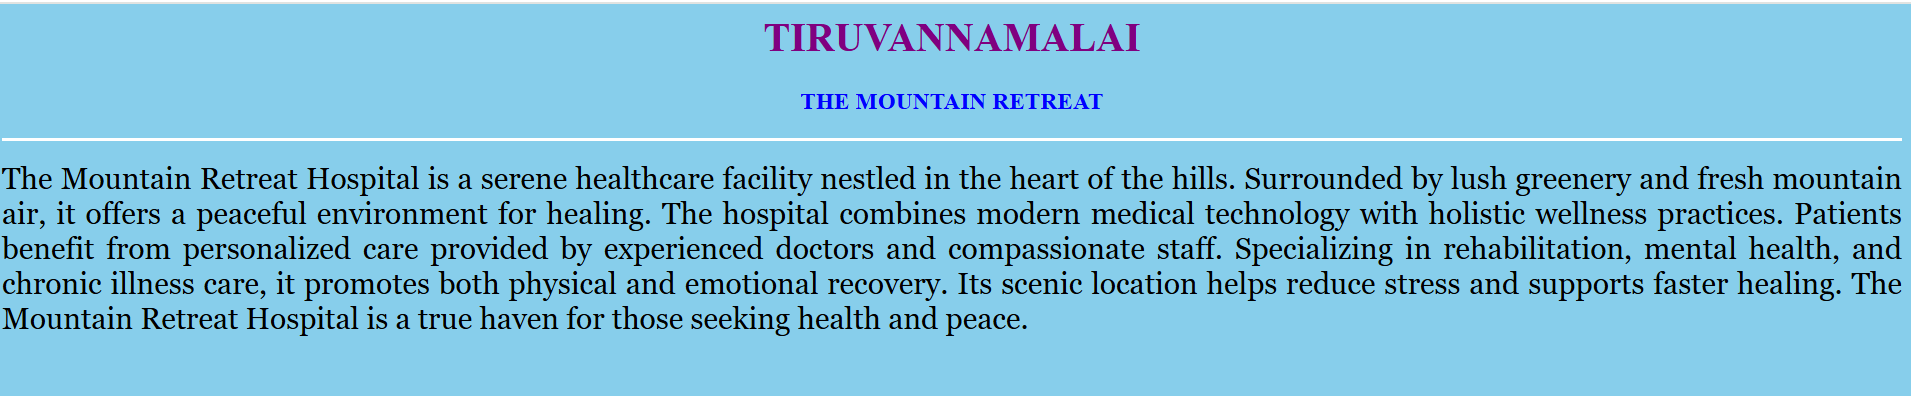 TIRUVANNAMALAI
THE MOUNTAIN RETREAT
The Mountain Retreat Hospital is a serene healthcare facility nestled in the heart of the hills. Surrounded by lush greenery and fresh mountain
air, it offers a peaceful environment for healing. The hospital combines modern medical technology with holistic wellness practices. Patients
benefit from personalized care provided by experienced doctors and compassionate staff. Specializing in rehabilitation, mental health, and
chronic illness care, it promotes both physical and emotional recovery. Its scenic location helps reduce stress and supports faster healing. The
Mountain Retreat Hospital is a true haven for those seeking health and peace.